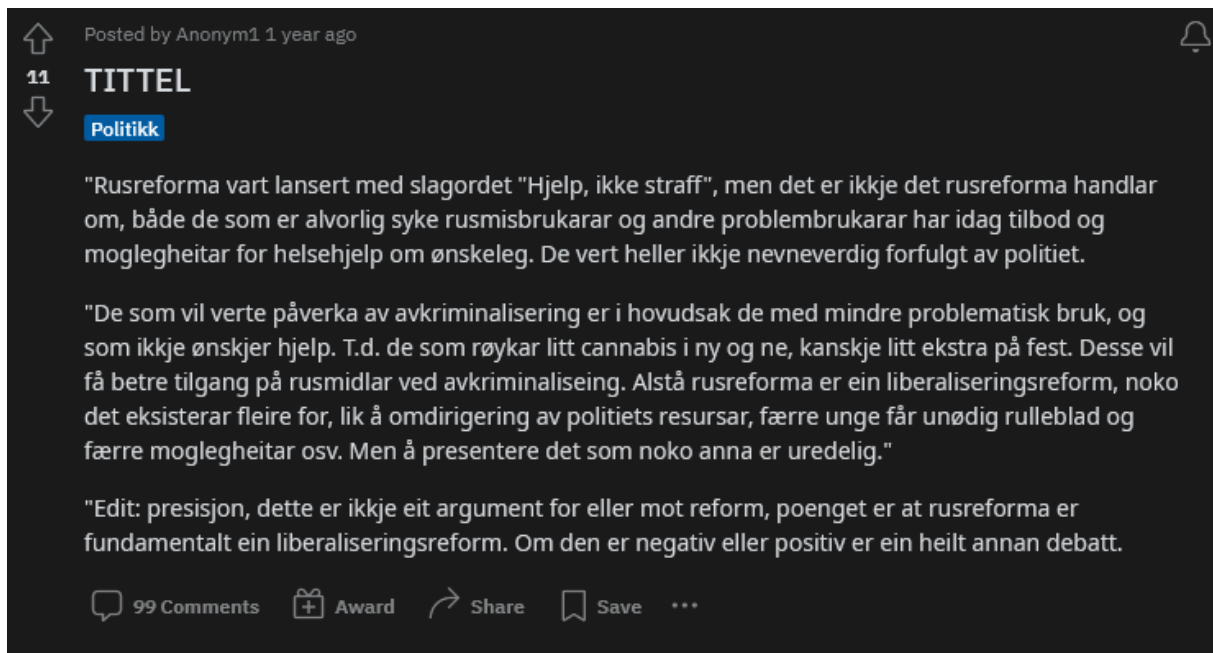 Posted by Anonym1 1 year ago
11
TITTEL
Politikk
"Rusreforma vart lansert med slagordet "Hjelp, ikke straff", men det er ikkje det rusreforma handlar
om, både de som er alvorlig syke rusmisbrukarar og andre problembrukarar har idag tilbod og
moglegheitar for helsehjelp om ønskeleg. De vert heller ikkje nevneverdig forfulgt av politiet.
"De som vil verte påverka av avkriminalisering er i hovudsak de med mindre problematisk bruk, og
som ikkje ønskjer hjelp. T.d. de som røykar litt cannabis i ny og ne, kanskje litt ekstra på fest. Desse vil
få betre tilgang på rusmidlar ved avkriminaliseing. Alstå rusreforma er ein liberaliseringsreform, noko
det eksisterar fleire for, lik å omdirigering av politiets resursar, færre unge får unødig rulleblad og
færre moglegheitar osv. Men å presentere det som noko anna er uredelig."
"Edit: presisjon, dette er ikkje eit argument for eller mot reform, poenget er at rusreforma er
fundamentalt ein liberaliseringsreform. Om den er negativ eller positiv er ein heilt annan debatt.
99 Comments Award Share Save